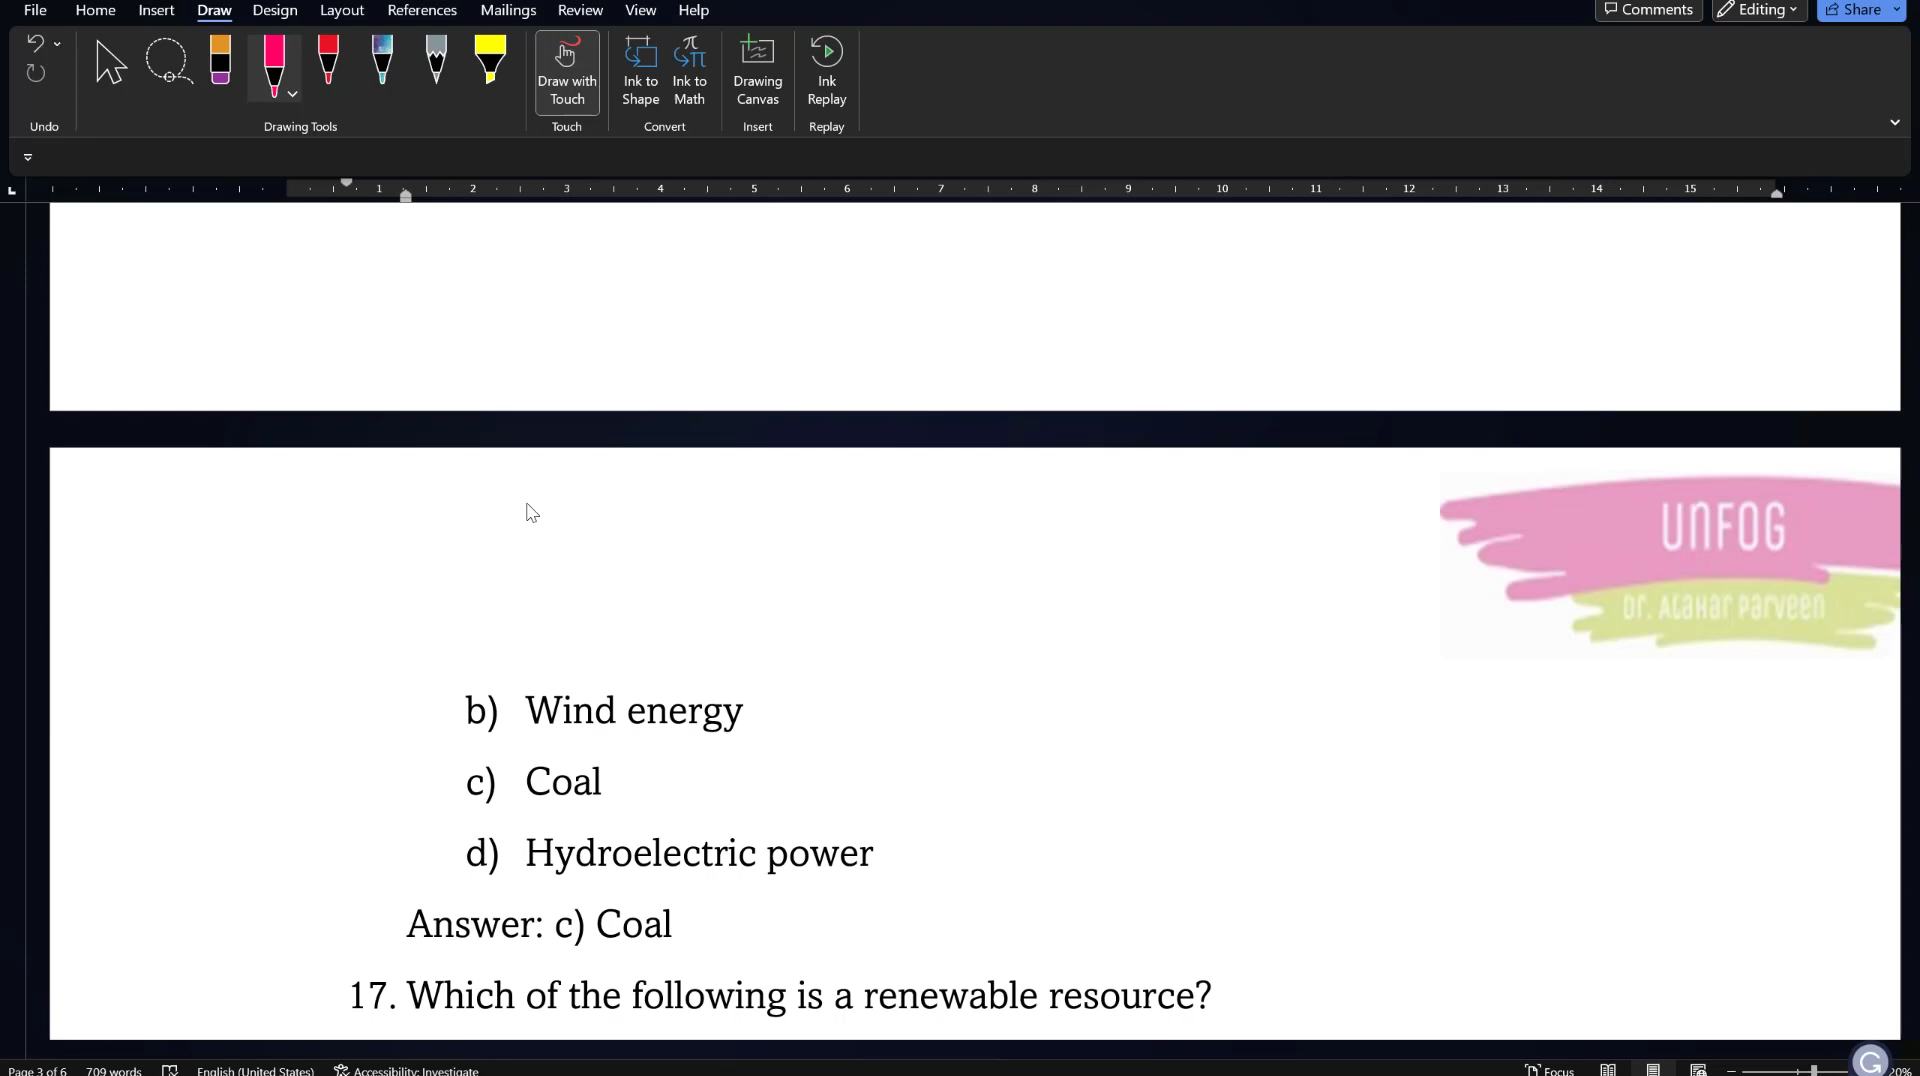 File Home Insert Draw Design Layout References Mailings Review View Help Comments Editing Share
Draw with Touch
Ink to Shape
Ink to Math
Drawing Canvas
Ink Replay
Undo Drawing Tools Touch Convert Insert Replay
1 2 3 4 5 6 7 8 9 10 11 12 13 14 15
UNFOG
Dr. Atahar Parveen
b) Wind energy
c) Coal
d) Hydroelectric power
Answer: c) Coal
17. Which of the following is a renewable resource?
Page 3 of 6 709 words English (United States) Accessibility: Investigate Focus